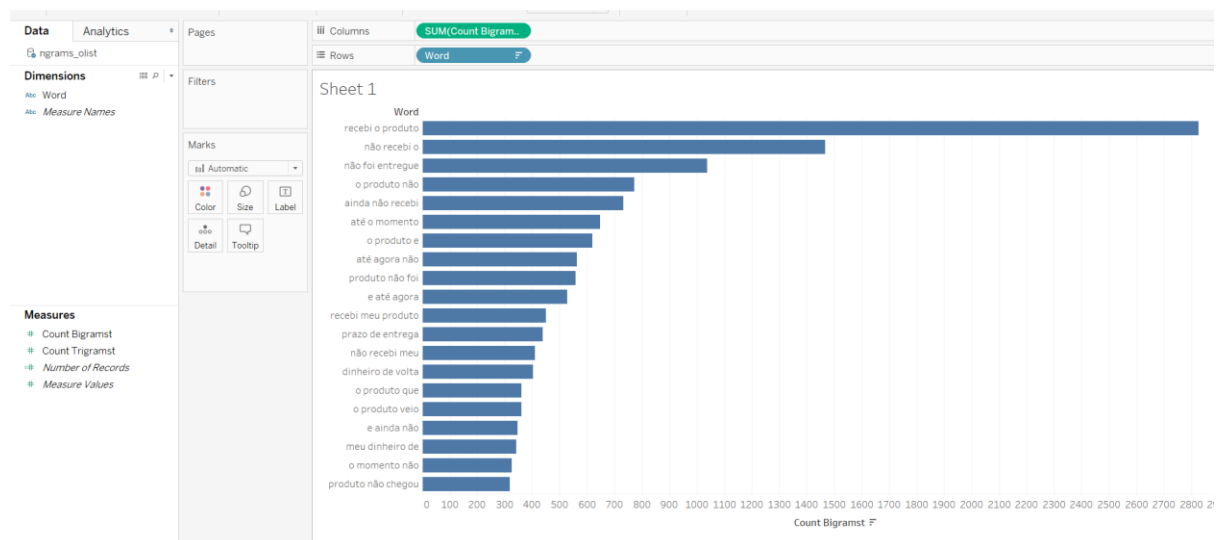 Data
Analytics
ngrams_olist
Dimensions
Abc Word
Abc Measure Names
Measures
# Count Bigramst
# Count Trigramst
=# Number of Records
# Measure Values
Pages
Filters
Marks
Automatic
Color
Size
Label
Detail
Tooltip
Columns
SUM(Count Bigram..
Rows
Word
Sheet 1
Word
recebi o produto
não recebi o
não foi entregue
o produto não
ainda não recebi
até o momento
o produto e
até agora não
produto não foi
e até agora
recebi meu produto
prazo de entrega
não recebi meu
dinheiro de volta
o produto que
o produto veio
e ainda não
meu dinheiro de
o momento não
produto não chegou
0 100 200 300 400 500 600 700 800 900 1000 1100 1200 1300 1400 1500 1600 1700 1800 1900 2000 2100 2200 2300 2400 2500 2600 2700 2800
Count Bigramst